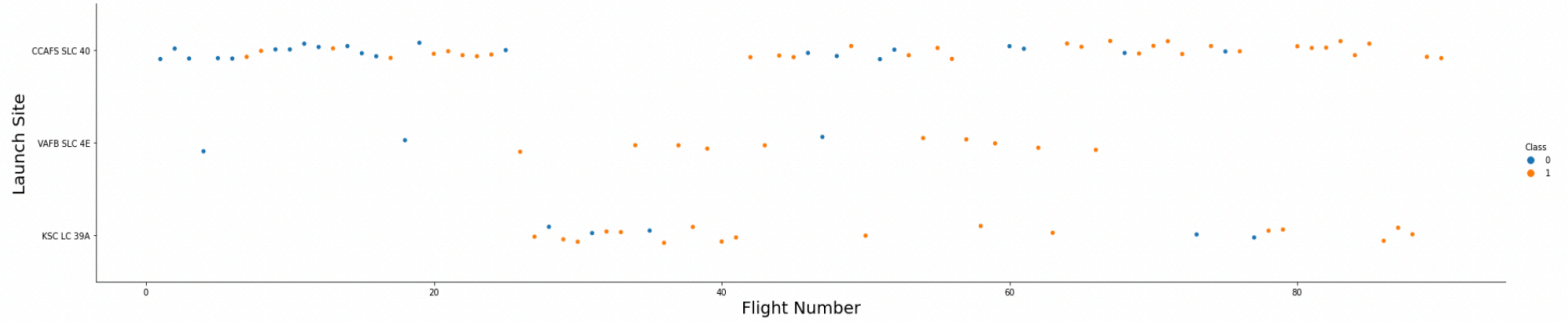 Launch Site
CCAFS SLC 40
VAFB SLC 4E
KSC LC 39A
0
20
40
60
80
Flight Number
Class
0
1